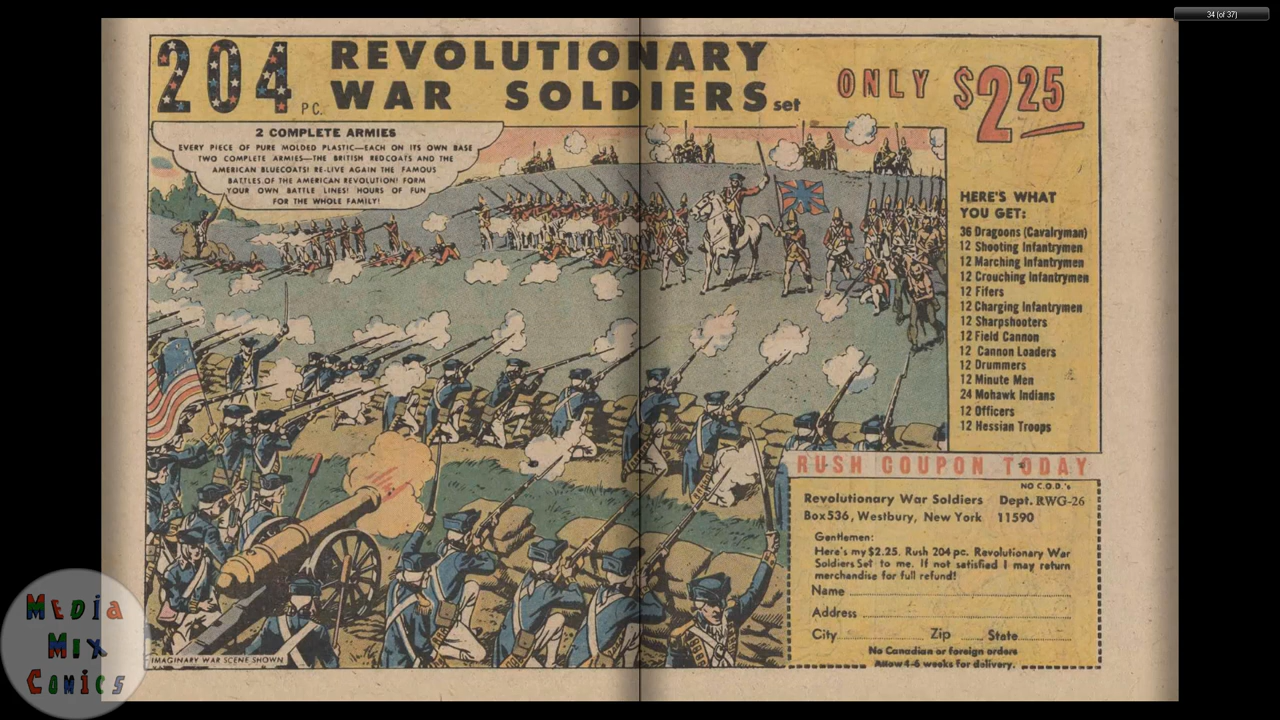 34 (of 37)
204 PC. REVOLUTIONARY
WAR SOLDIERS set
ONLY $2.25
2 COMPLETE ARMIES
EVERY PIECE OF PURE MOLDED PLASTIC—EACH ON ITS OWN BASE
TWO COMPLETE ARMIES—THE BRITISH REDCOATS AND THE
AMERICAN BLUECOATS! RE-LIVE AGAIN THE FAMOUS
BATTLES OF THE AMERICAN REVOLUTION! FORM
YOUR OWN BATTLE LINES! HOURS OF FUN
FOR THE WHOLE FAMILY!
HERE'S WHAT
YOU GET:
36 Dragoons (Cavalryman)
12 Shooting Infantrymen
12 Marching Infantrymen
12 Crouching Infantrymen
12 Fifers
12 Charging Infantrymen
12 Sharpshooters
12 Field Cannon
12 Cannon Loaders
12 Drummers
12 Minute Men
24 Mohawk Indians
12 Officers
12 Hessian Troops
RUSH COUPON TODAY
NO C.O.D.'s
Revolutionary War Soldiers Dept. RWG-26
Box536, Westbury, New York 11590
Gentlemen:
Here's my $2.25. Rush 204 pc. Revolutionary War
Soldiers Set to me. If not satisfied I may return
merchandise for full refund!
Name
Address
City Zip State
No Canadian or foreign orders
Allow 4-6 weeks for delivery.
IMAGINARY WAR SCENE SHOWN
MEDIA
MIX
COMICS